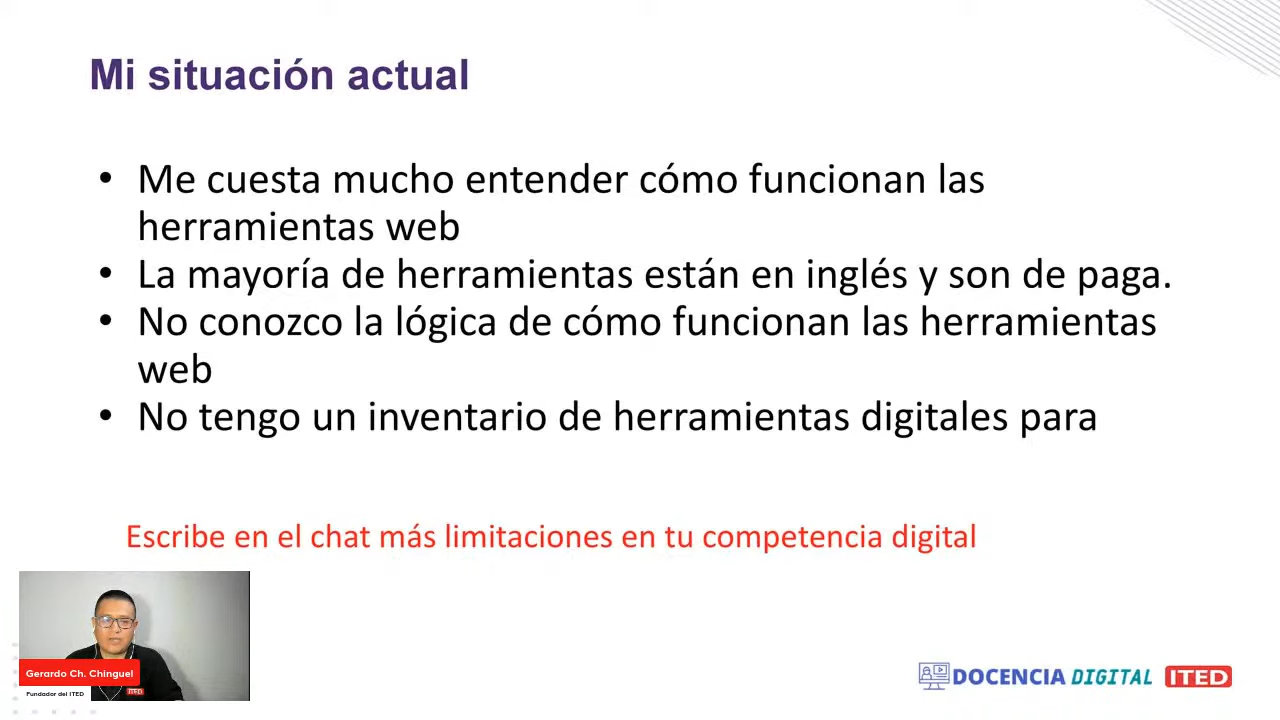 Mi situación actual
• Me cuesta mucho entender cómo funcionan las
herramientas web
• La mayoría de herramientas están en inglés y son de paga.
• No conozco la lógica de cómo funcionan las herramientas
web
• No tengo un inventario de herramientas digitales para
Escribe en el chat más limitaciones en tu competencia digital
Gerardo Ch. Chinguel
Fundador del ITED
ITED
DOCENCIA DIGITAL ITED